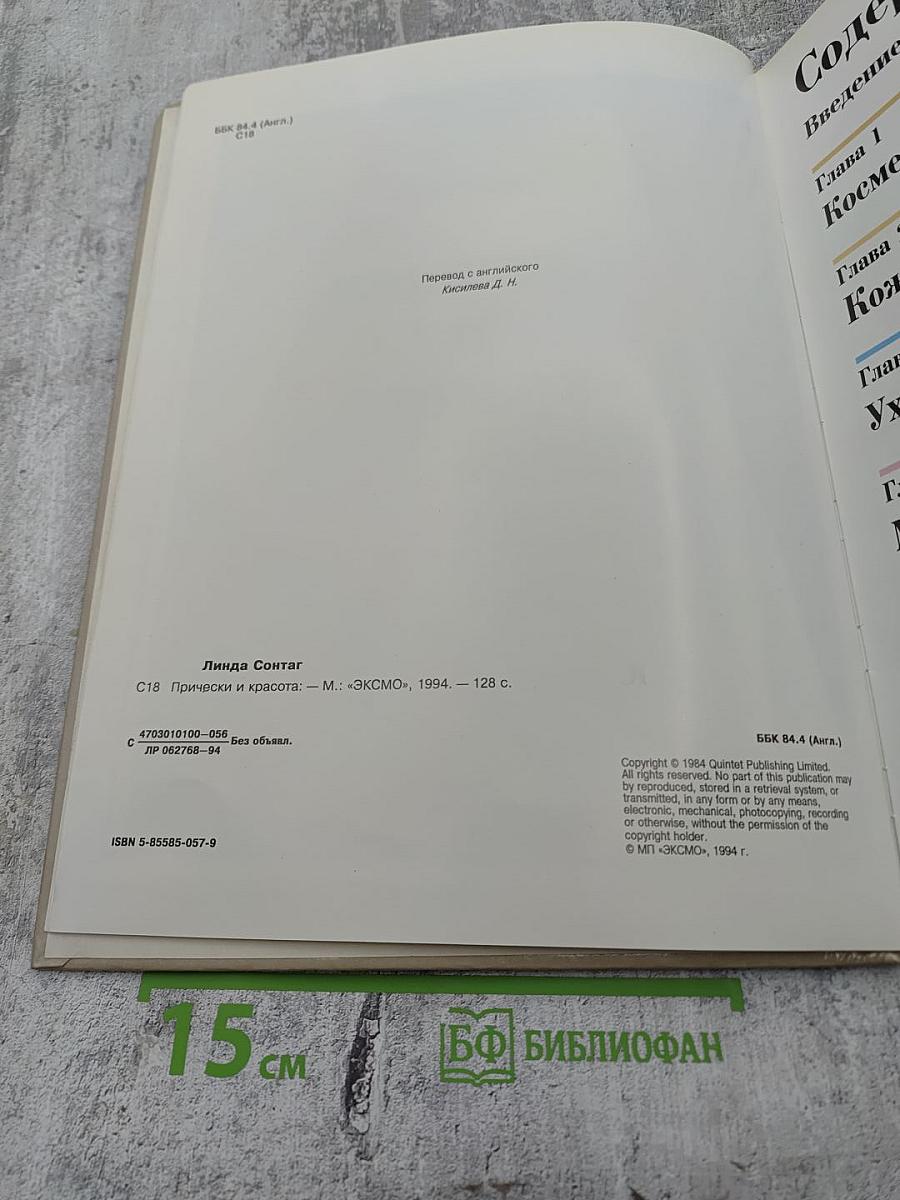 ББК 84.4 (Англ.)
С18
Перевод с английского
Кисилева Д. Н.
Линда Сонтаг
С18 Прически и красота: — М.: «ЭКСМО», 1994. — 128 с.
С 4703010100—056
ЛР 062768—94
Без объявл.
ББК 84.4 (Англ.)
Copyright © 1984 Quintet Publishing Limited.
All rights reserved. No part of this publication may
by reproduced, stored in a retrieval system, or
transmitted, in any form or by any means,
electronic, mechanical, photocopying, recording
or otherwise, without the permission of the
copyright holder.
© МП «ЭКСМО», 1994 г.
ISBN 5-85585-057-9
Введение
Глава 1
Глава
15 см
БФ БИБЛИОФАН